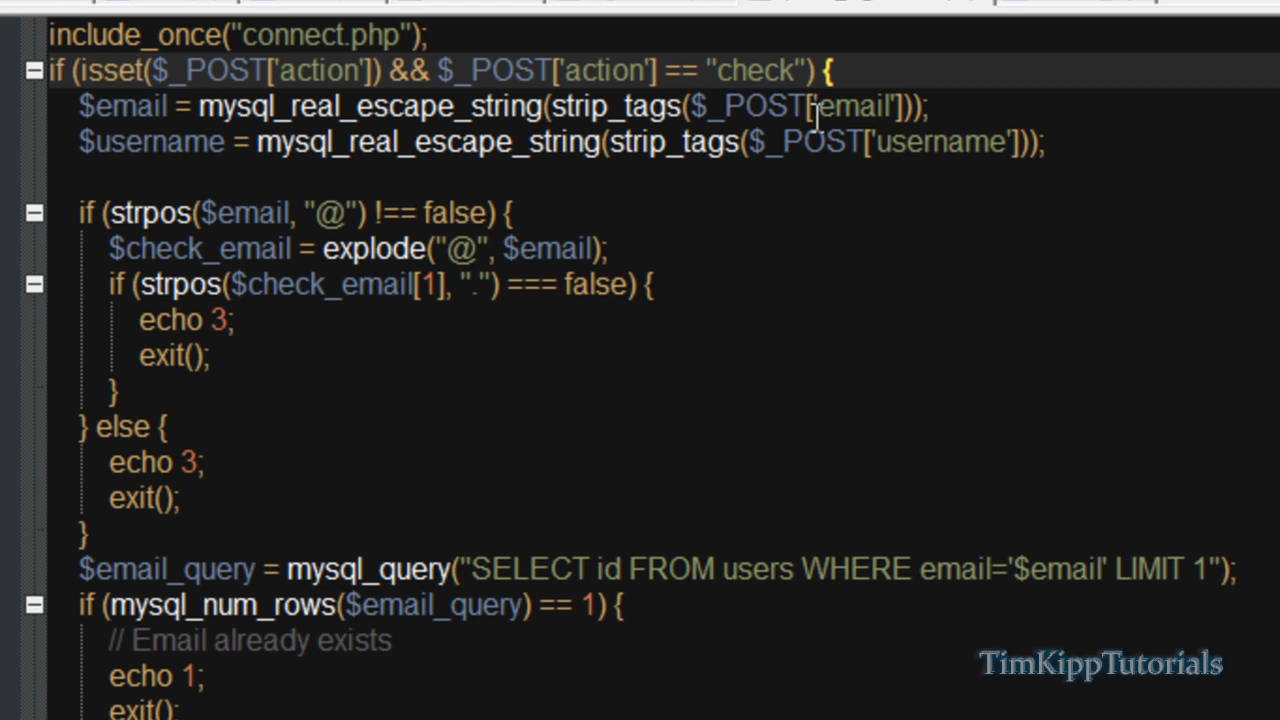 include_once("connect.php");
if (isset($_POST['action']) && $_POST['action'] == "check") {
$email = mysql_real_escape_string(strip_tags($_POST['email']));
$username = mysql_real_escape_string(strip_tags($_POST['username']));
if (strpos($email, "@") !== false) {
$check_email = explode("@", $email);
if (strpos($check_email[1], ".") === false) {
echo 3;
exit();
}
} else {
echo 3;
exit();
}
$email_query = mysql_query("SELECT id FROM users WHERE email='$email' LIMIT 1");
if (mysql_num_rows($email_query) == 1) {
// Email already exists
echo 1;
exit();
TimKippTutorials